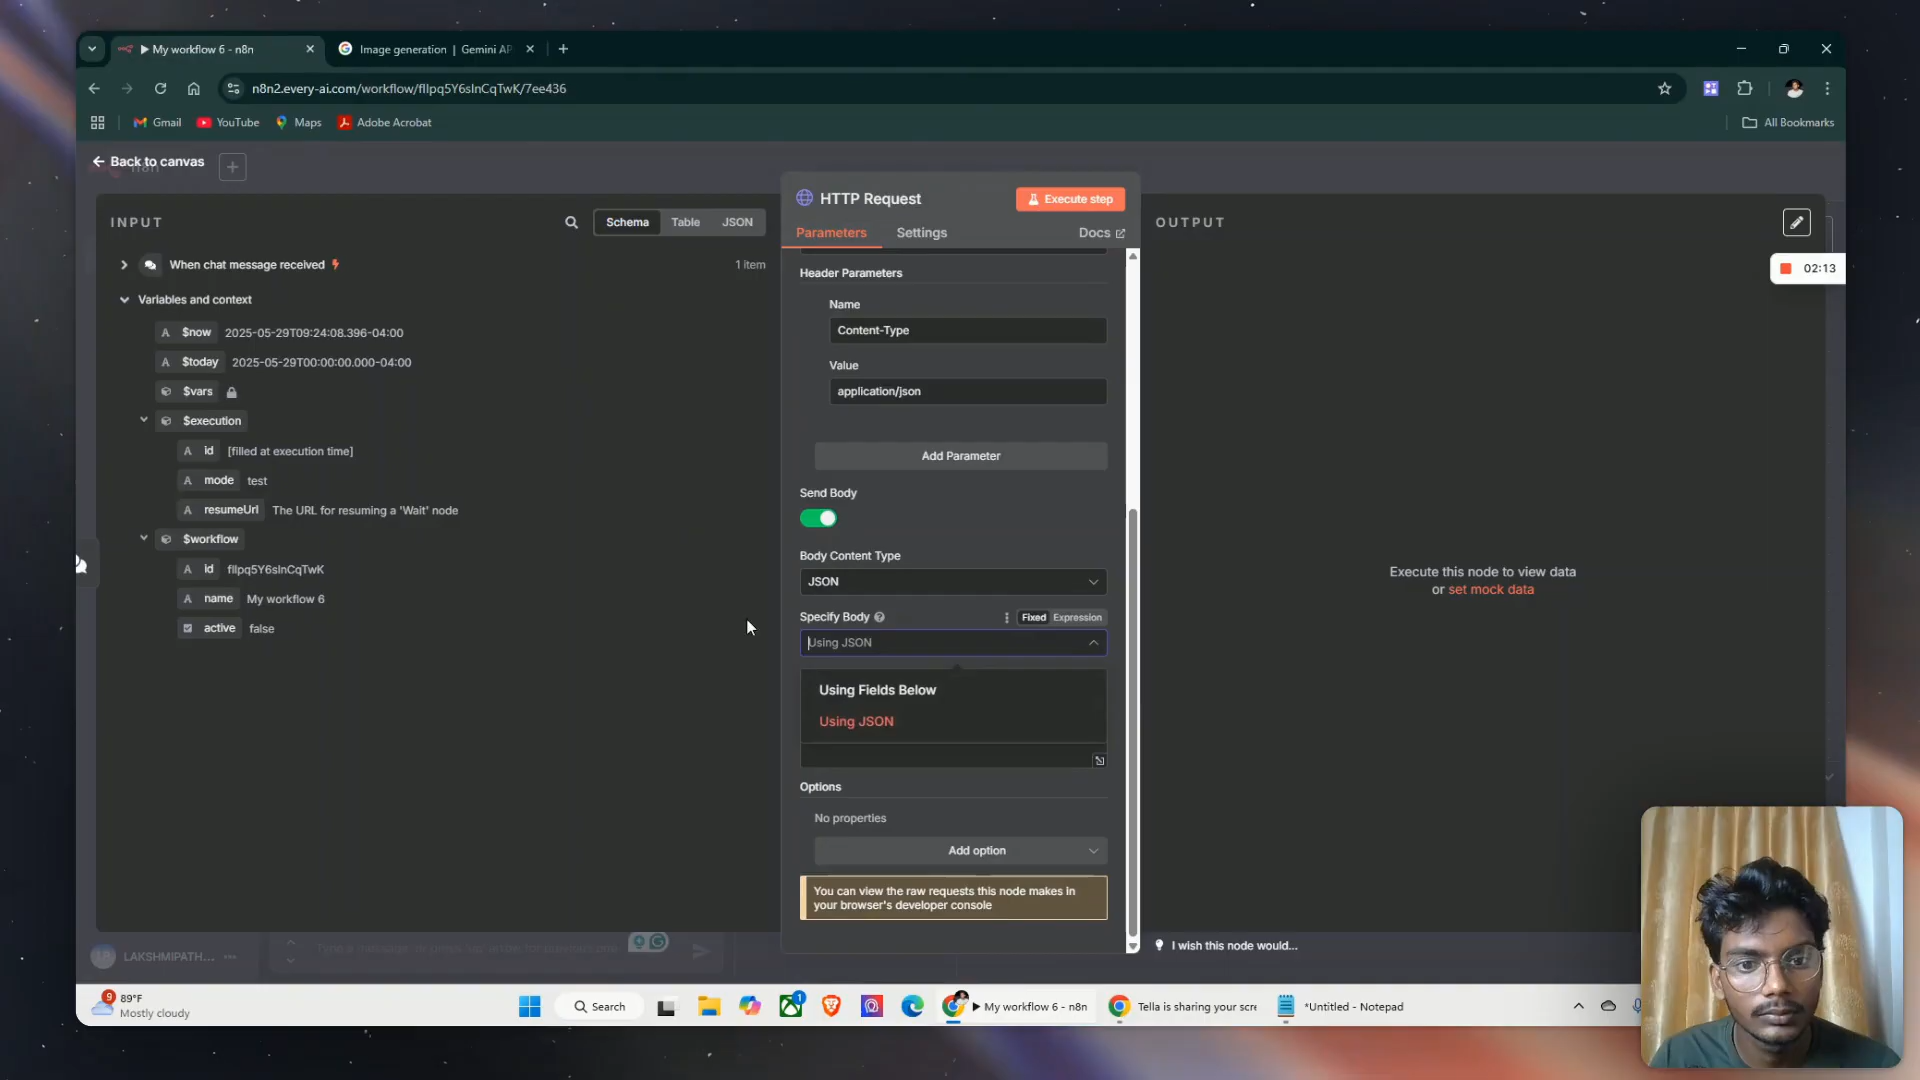 My workflow 6 - n8n
Image generation | Gemini AP
n8n2.every-ai.com/workflow/fIlpq5Y6slnCqTwK/7ee436
Gmail
YouTube
Maps
Adobe Acrobat
All Bookmarks
Back to canvas
INPUT
Schema
Table
JSON
When chat message received
1 item
Variables and context
A $now 2025-05-29T09:24:08.396-04:00
A $today 2025-05-29T00:00:00.000-04:00
$vars
$execution
A id [filled at execution time]
A mode test
A resumeUrl The URL for resuming a 'Wait' node
$workflow
A id fIlpq5Y6slnCqTwK
A name My workflow 6
active false
HTTP Request
Execute step
Parameters
Settings
Docs
Header Parameters
Name
Content-Type
Value
application/json
Add Parameter
Send Body
Body Content Type
JSON
Specify Body
Fixed
Expression
Using JSON
Using Fields Below
Using JSON
Options
No properties
Add option
You can view the raw requests this node makes in
your browser's developer console
OUTPUT
02:13
Execute this node to view data
or set mock data
I wish this node would...
LAKSHMIPATH...
9
89°F
Mostly cloudy
Search
1
My workflow 6 - n8n
Tella is sharing your scre
*Untitled - Notepad